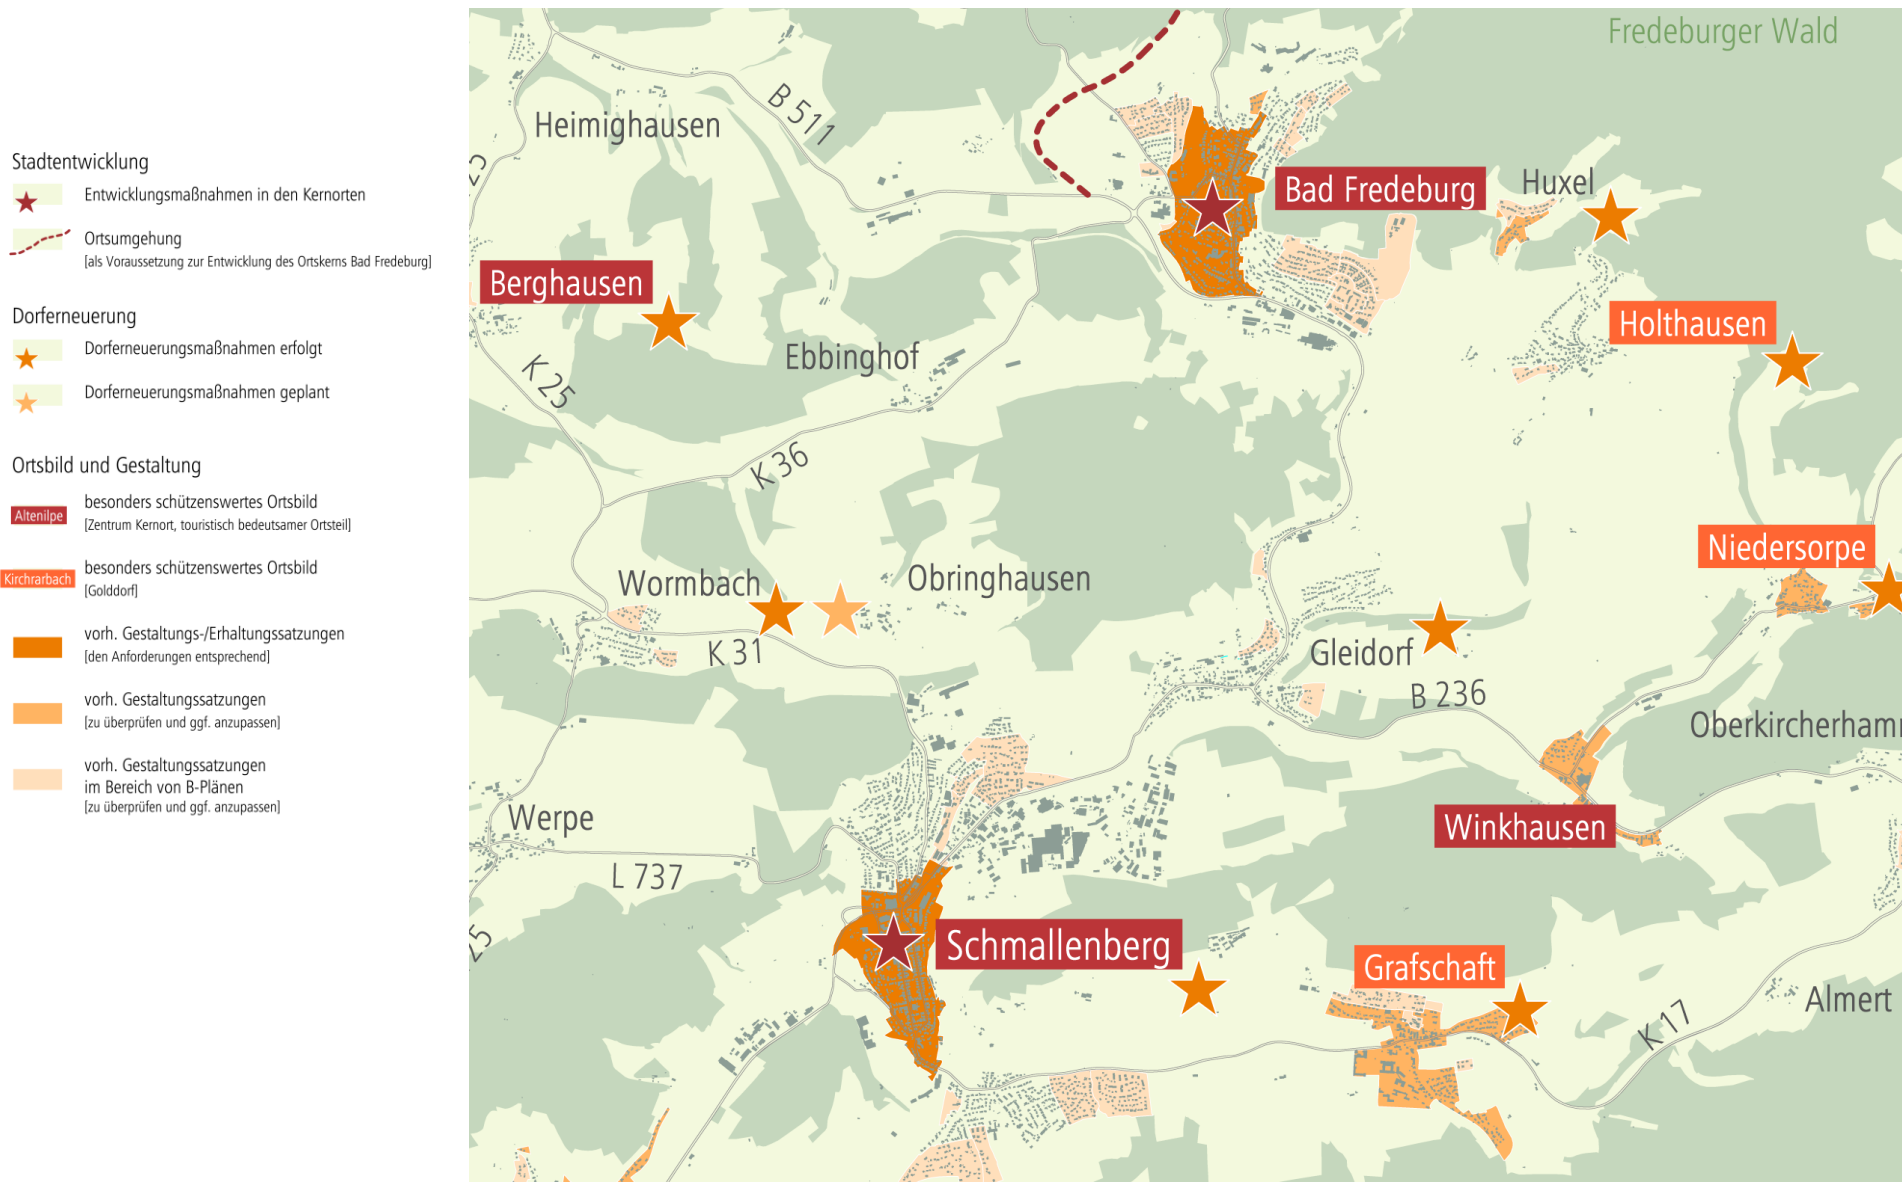 Stadtentwicklung
Entwicklungsmaßnahmen in den Kernorten
Ortsumgehung
[als Voraussetzung zur Entwicklung des Ortskerns Bad Fredeburg]
Dorferneuerung
Dorferneuerungsmaßnahmen erfolgt
Dorferneuerungsmaßnahmen geplant
Ortsbild und Gestaltung
Altenilpe
besonders schützenswertes Ortsbild
[Zentrum Kernort, touristisch bedeutsamer Ortsteil]
Kirchrarbach
besonders schützenswertes Ortsbild
[Golddorf]
vorh. Gestaltungs-/Erhaltungssatzungen
[den Anforderungen entsprechend]
vorh. Gestaltungssatzungen
[zu überprüfen und ggf. anzupassen]
vorh. Gestaltungssatzungen
im Bereich von B-Plänen
[zu überprüfen und ggf. anzupassen]
Fredeburger Wald
B 511
Heimighausen
25
Bad Fredeburg
Huxel
Berghausen
Holthausen
Ebbinghof
K 25
K 36
Niedersorpe
Wormbach
Obringhausen
K 31
Gleidorf
B 236
Oberkircherhamm
Werpe
Winkhausen
L 737
25
Schmallenberg
Grafschaft
Almert
K 17